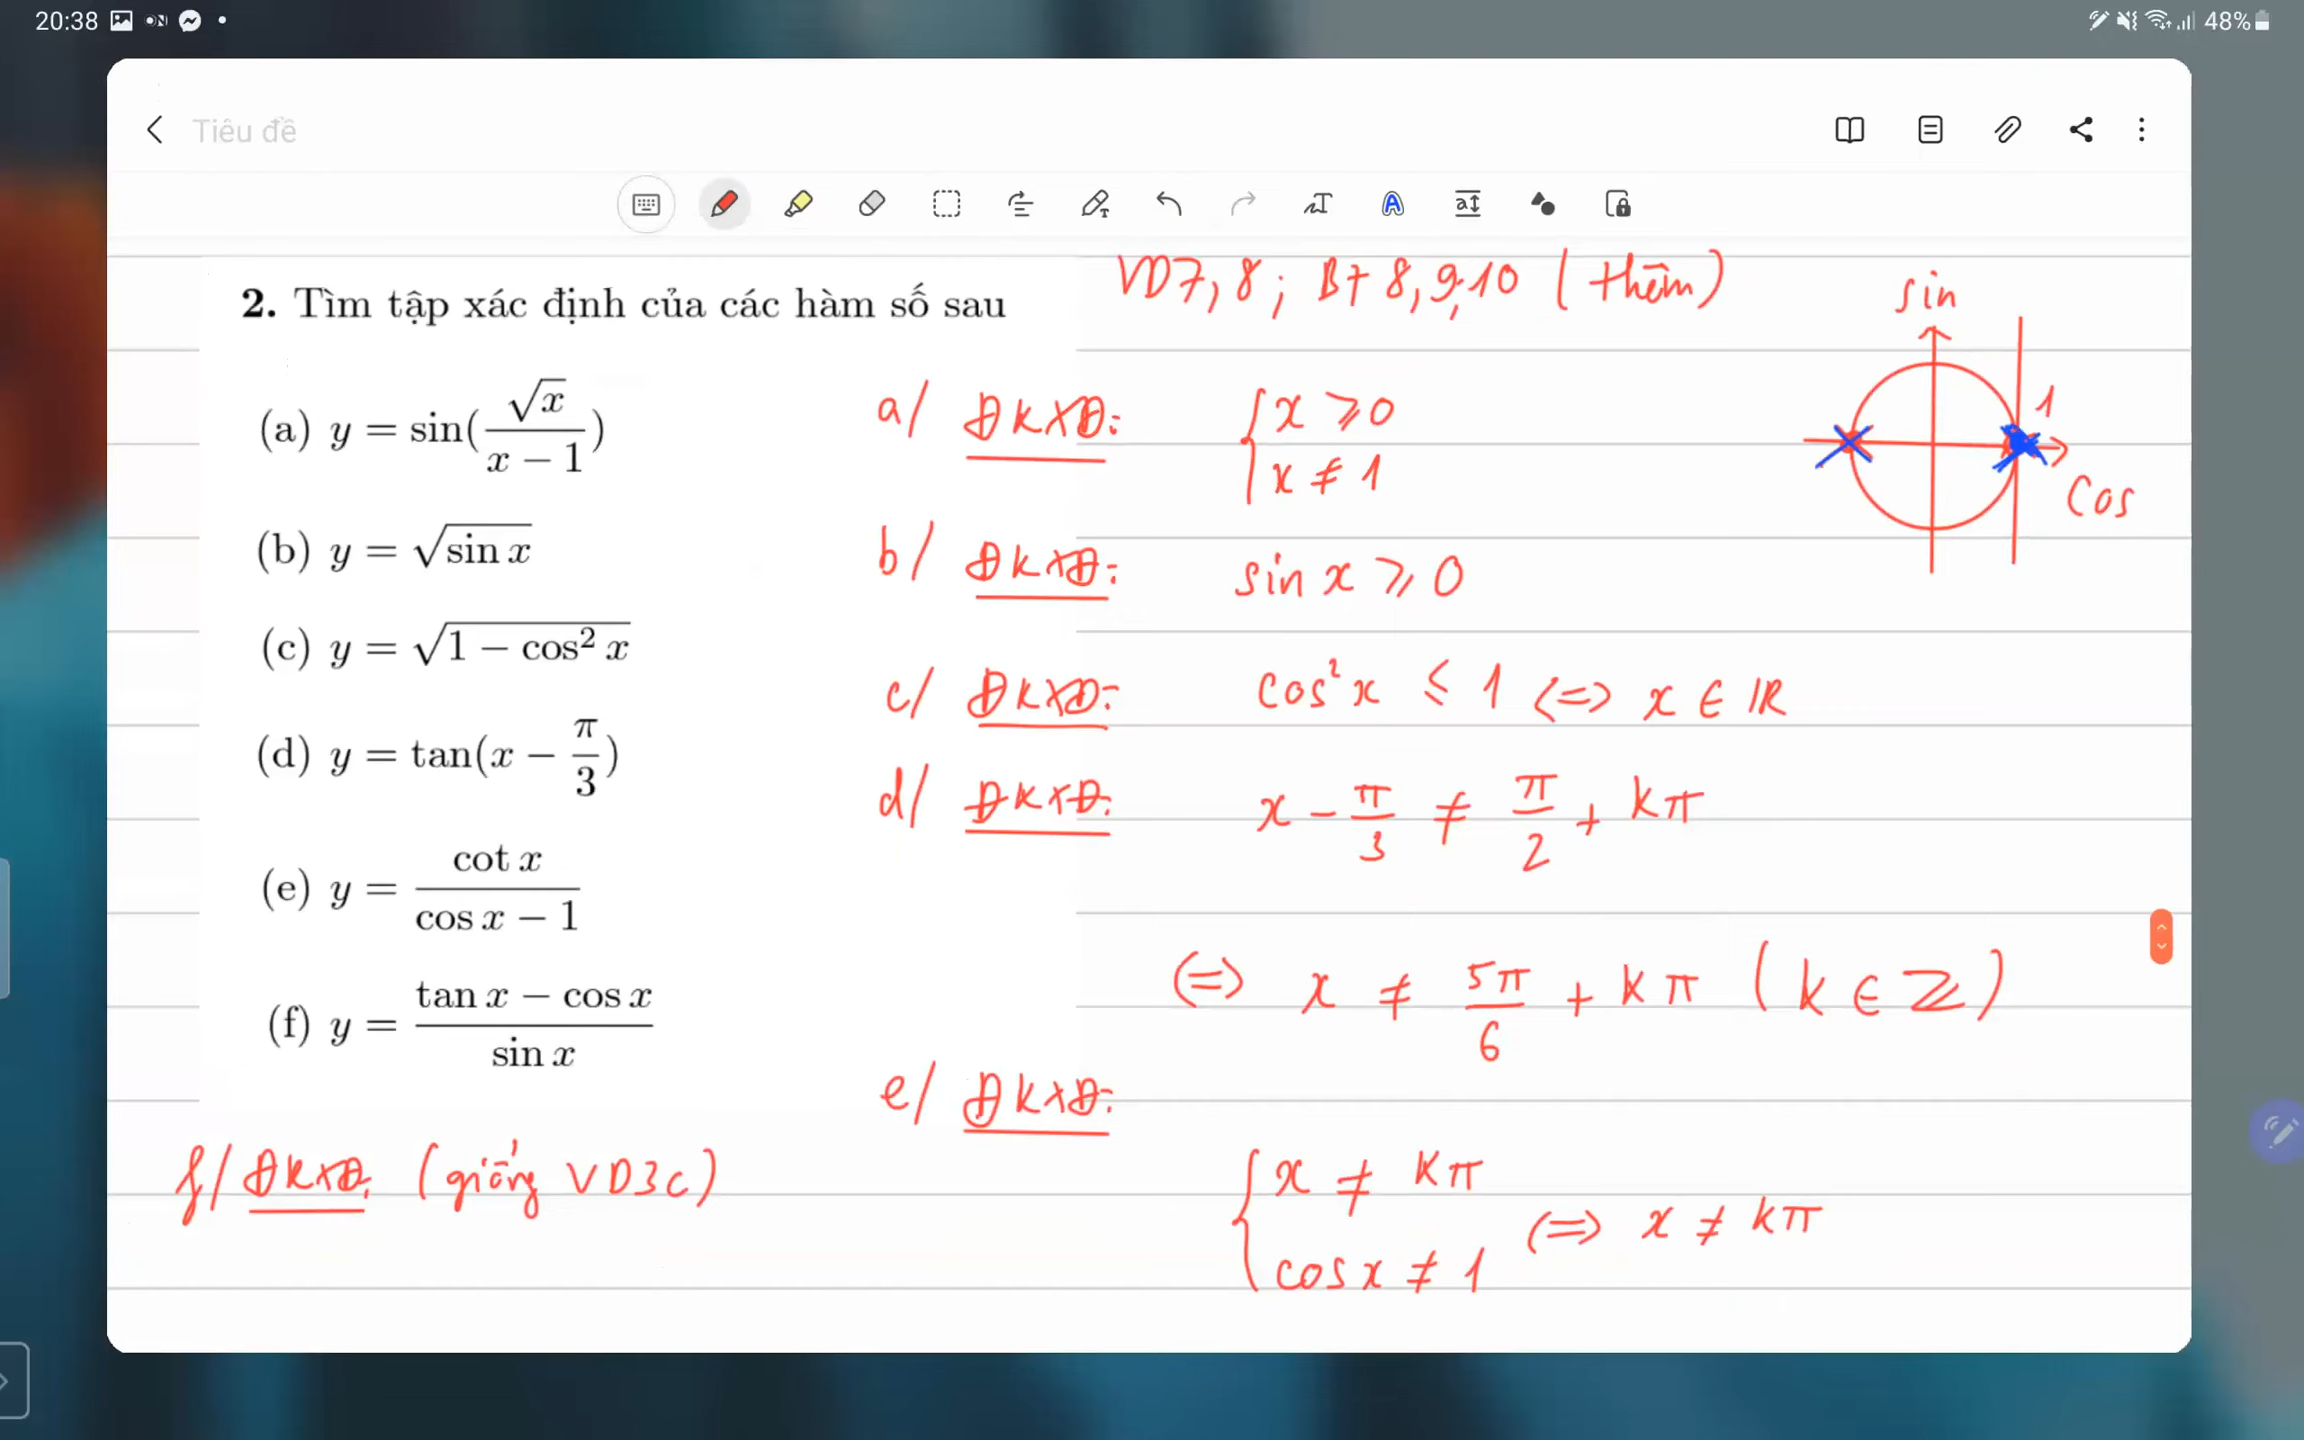 20:38
48%
Tiêu đề
VD7, 8 ; BT 8, 9, 10 ( thêm )
2. Tìm tập xác định của các hàm số sau
(a) y = sin(√x / (x − 1))
(b) y = √(sin x)
(c) y = √(1 − cos² x)
(d) y = tan(x − π/3)
(e) y = cot x / (cos x − 1)
(f) y = (tan x − cos x) / sin x
sin
1
cos
a/ ĐKXĐ: { x ⩾ 0
x ≠ 1
b/ ĐKXĐ: sin x ⩾ 0
c/ ĐKXĐ: cos² x ≤ 1 <=> x ∈ ℝ
d/ ĐKXĐ: x − π/3 ≠ π/2 + kπ
<=> x ≠ 5π/6 + kπ ( k ∈ ℤ )
e/ ĐKXĐ:
{ x ≠ kπ
cos x ≠ 1 <=> x ≠ kπ
f/ ĐKXĐ: (giống VD3c)